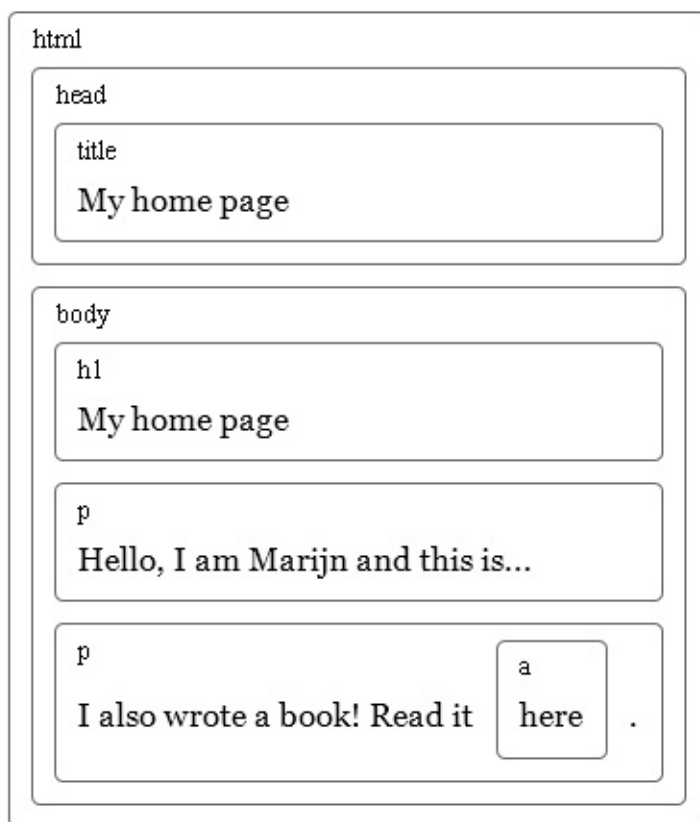 html
head
title
My home page
body
h1
My home page
p
Hello, I am Marijn and this is...
p
a
I also wrote a book! Read it here .